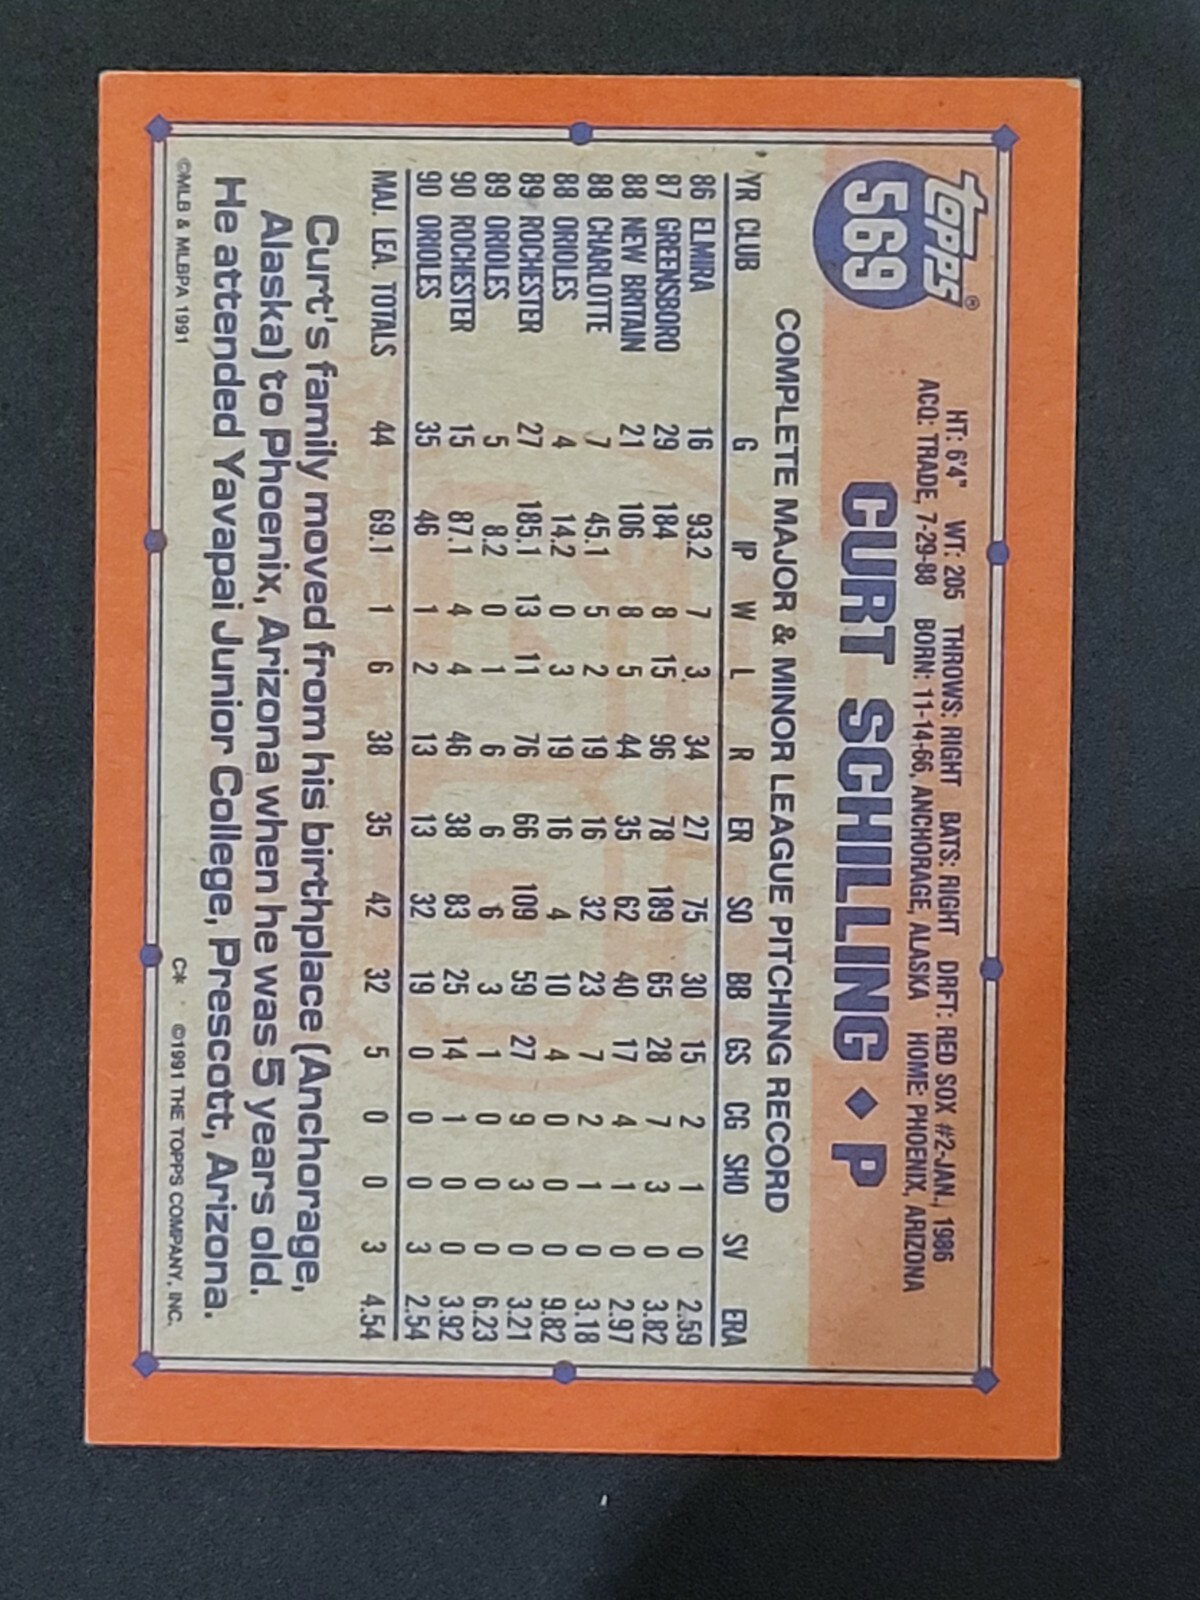 Topps®
569
HT: 6'4" WT: 205 THROWS: RIGHT BATS: RIGHT DRFT: RED SOX #2-JAN., 1986
ACQ: TRADE, 7-29-88 BORN: 11-14-66, ANCHORAGE, ALASKA HOME: PHOENIX, ARIZONA
CURT SCHILLING ♦ P
COMPLETE MAJOR & MINOR LEAGUE PITCHING RECORD
YR CLUB G IP W L R ER SO BB GS CG SHO SV ERA
86 ELMIRA 16 93.2 7 3 34 27 75 30 15 2 1 0 2.59
87 GREENSBORO 29 184 8 15 96 78 189 65 28 7 3 0 3.82
88 NEW BRITAIN 21 106 8 5 44 35 62 40 17 4 1 0 2.97
88 CHARLOTTE 7 45.1 5 2 19 16 32 23 7 2 1 0 3.18
88 ORIOLES 4 14.2 0 3 19 16 4 10 4 0 0 0 9.82
89 ROCHESTER 27 185.1 13 11 76 66 109 59 27 9 3 0 3.21
89 ORIOLES 5 8.2 0 1 6 6 6 3 1 0 0 0 6.23
90 ROCHESTER 15 87.1 4 4 46 38 83 25 14 1 0 0 3.92
90 ORIOLES 35 46 1 2 13 13 32 19 0 0 0 3 2.54
MAJ. LEA. TOTALS 44 69.1 1 6 38 35 42 32 5 0 0 3 4.54
Curt's family moved from his birthplace (Anchorage,
Alaska) to Phoenix, Arizona when he was 5 years old.
He attended Yavapai Junior College, Prescott, Arizona.
©MLB & MLBPA 1991 C* ©1991 THE TOPPS COMPANY, INC.